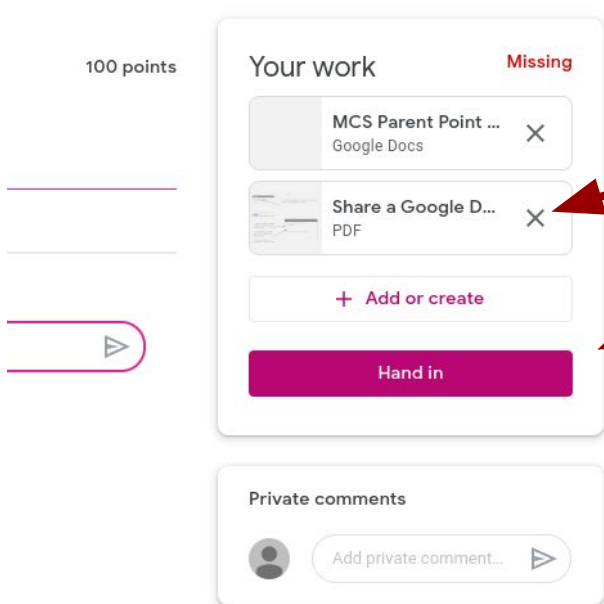 100 points
Your work
Missing
MCS Parent Point ...
Google Docs
Share a Google D...
PDF
+ Add or create
Hand in
Private comments
Add private comment...